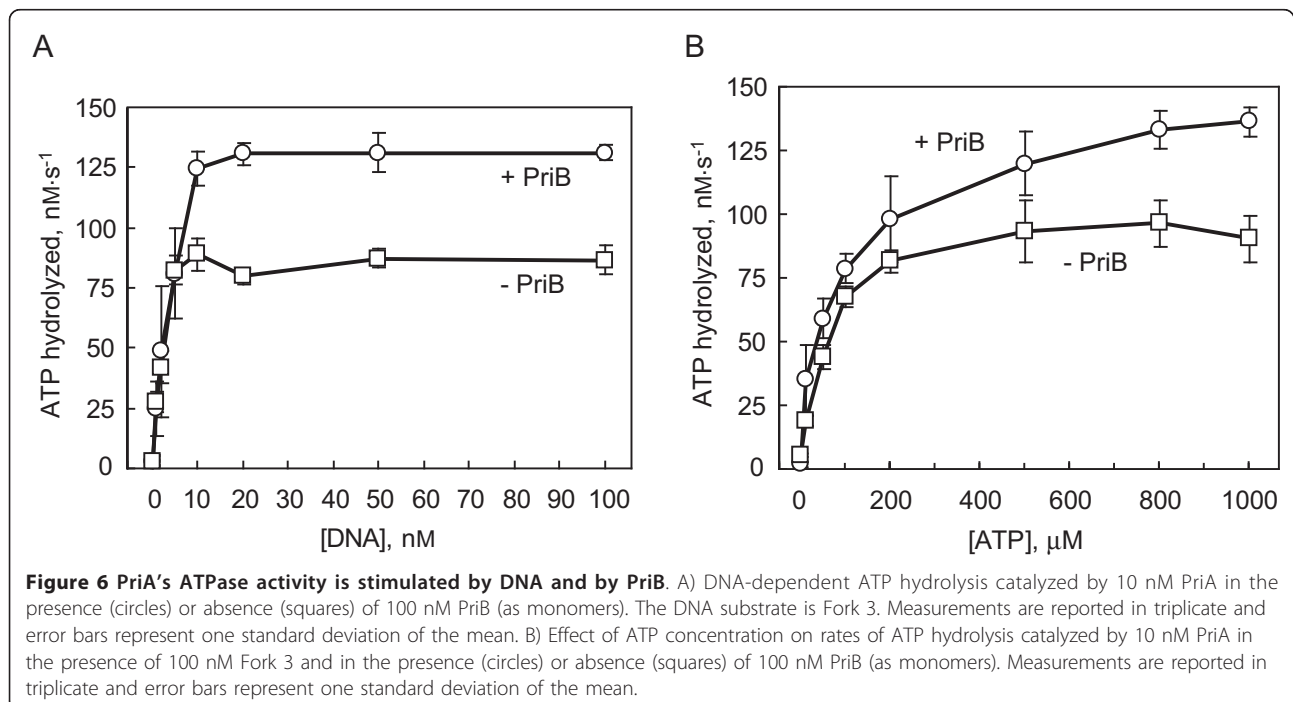 A
B
150
125
100
75
50
25
0
ATP hydrolyzed, nM·s⁻¹
+ PriB
- PriB
0 10 20 30 40 50 60 70 80 90 100
[DNA], nM
150
125
100
75
50
25
0
ATP hydrolyzed, nM·s⁻¹
+ PriB
- PriB
0 200 400 600 800 1000
[ATP], μM
Figure 6 PriA's ATPase activity is stimulated by DNA and by PriB. A) DNA-dependent ATP hydrolysis catalyzed by 10 nM PriA in the
presence (circles) or absence (squares) of 100 nM PriB (as monomers). The DNA substrate is Fork 3. Measurements are reported in triplicate and
error bars represent one standard deviation of the mean. B) Effect of ATP concentration on rates of ATP hydrolysis catalyzed by 10 nM PriA in
the presence of 100 nM Fork 3 and in the presence (circles) or absence (squares) of 100 nM PriB (as monomers). Measurements are reported in
triplicate and error bars represent one standard deviation of the mean.